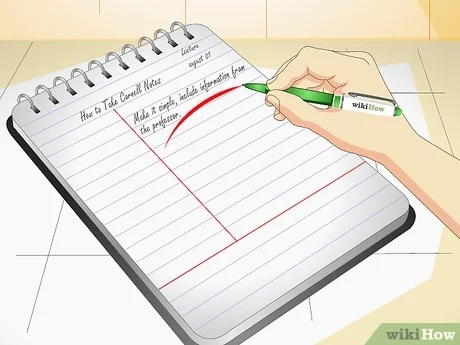 Lecture
august 01
How to Take Cornell Notes
Make it simple, include information from
the professor.
wikiHow
wikiHow